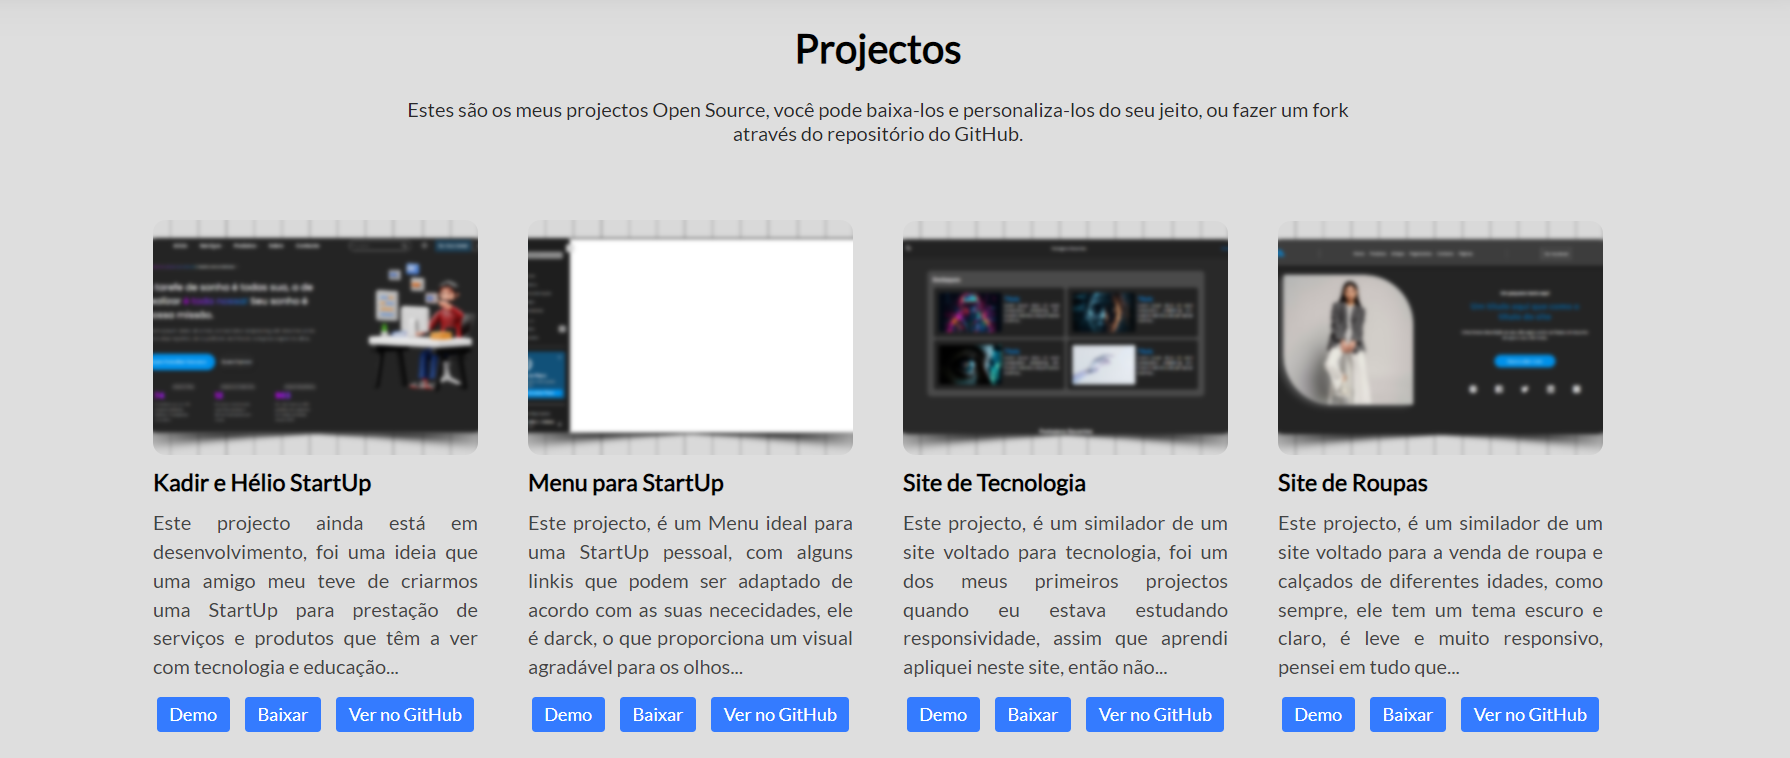 Projectos
Estes são os meus projectos Open Source, você pode baixa-los e personaliza-los do seu jeito, ou fazer um fork
através do repositório do GitHub.
Kadir e Hélio StartUp
Este projecto ainda está em
desenvolvimento, foi uma ideia que
uma amigo meu teve de criarmos
uma StartUp para prestação de
serviços e produtos que têm a ver
com tecnologia e educação...
Demo
Baixar
Ver no GitHub
Menu para StartUp
Este projecto, é um Menu ideal para
uma StartUp pessoal, com alguns
linkis que podem ser adaptado de
acordo com as suas nececidades, ele
é darck, o que proporciona um visual
agradável para os olhos...
Demo
Baixar
Ver no GitHub
Site de Tecnologia
Este projecto, é um similador de um
site voltado para tecnologia, foi um
dos meus primeiros projectos
quando eu estava estudando
responsividade, assim que aprendi
apliquei neste site, então não...
Demo
Baixar
Ver no GitHub
Site de Roupas
Este projecto, é um similador de um
site voltado para a venda de roupa e
calçados de diferentes idades, como
sempre, ele tem um tema escuro e
claro, é leve e muito responsivo,
pensei em tudo que...
Demo
Baixar
Ver no GitHub